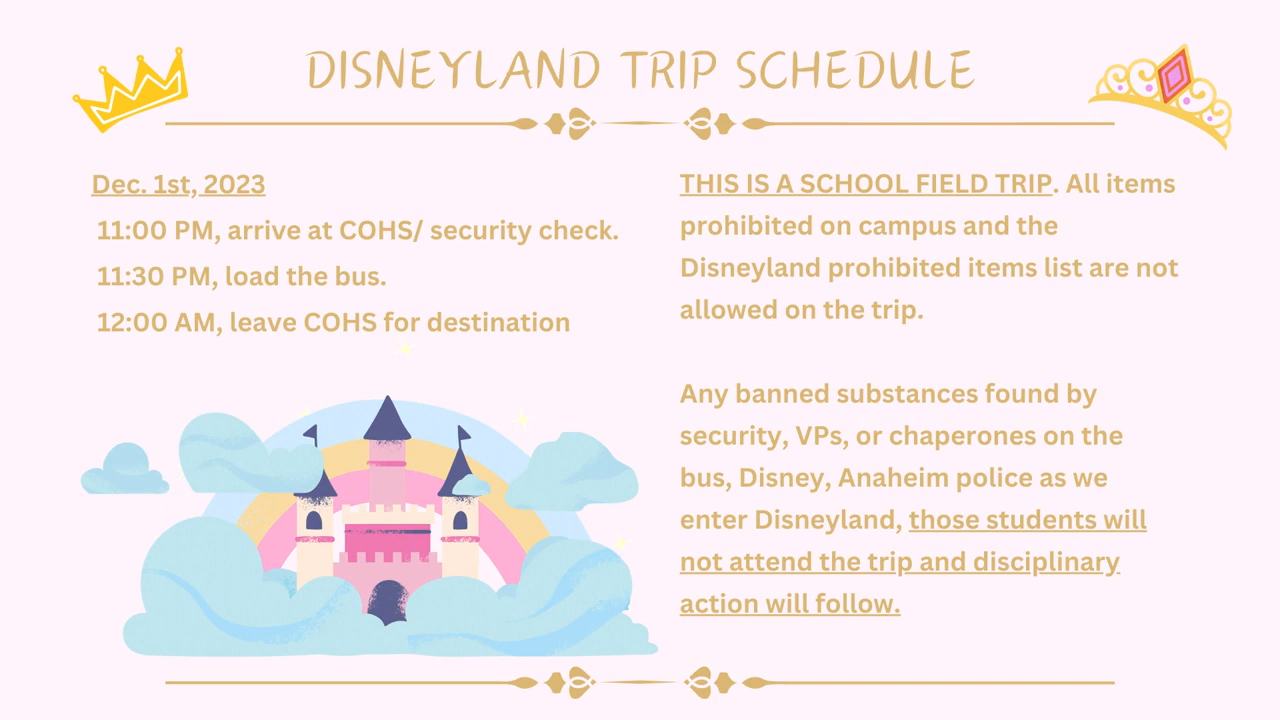 DISNEYLAND TRIP SCHEDULE
Dec. 1st, 2023
11:00 PM, arrive at COHS/ security check.
11:30 PM, load the bus.
12:00 AM, leave COHS for destination
THIS IS A SCHOOL FIELD TRIP. All items
prohibited on campus and the
Disneyland prohibited items list are not
allowed on the trip.
Any banned substances found by
security, VPs, or chaperones on the
bus, Disney, Anaheim police as we
enter Disneyland, those students will
not attend the trip and disciplinary
action will follow.